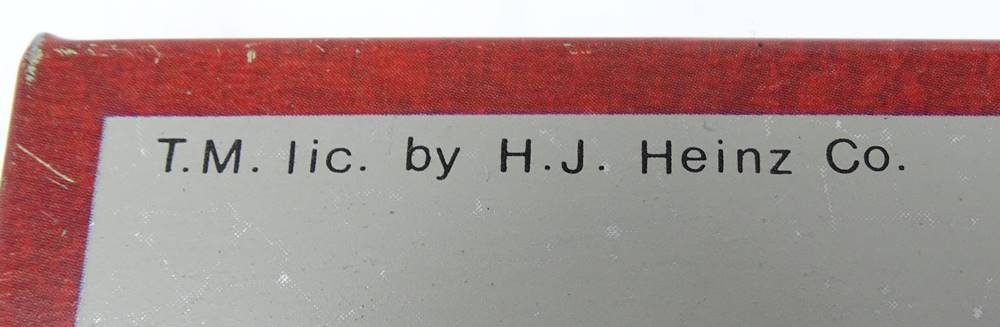 T.M. lic. by H.J. Heinz Co.